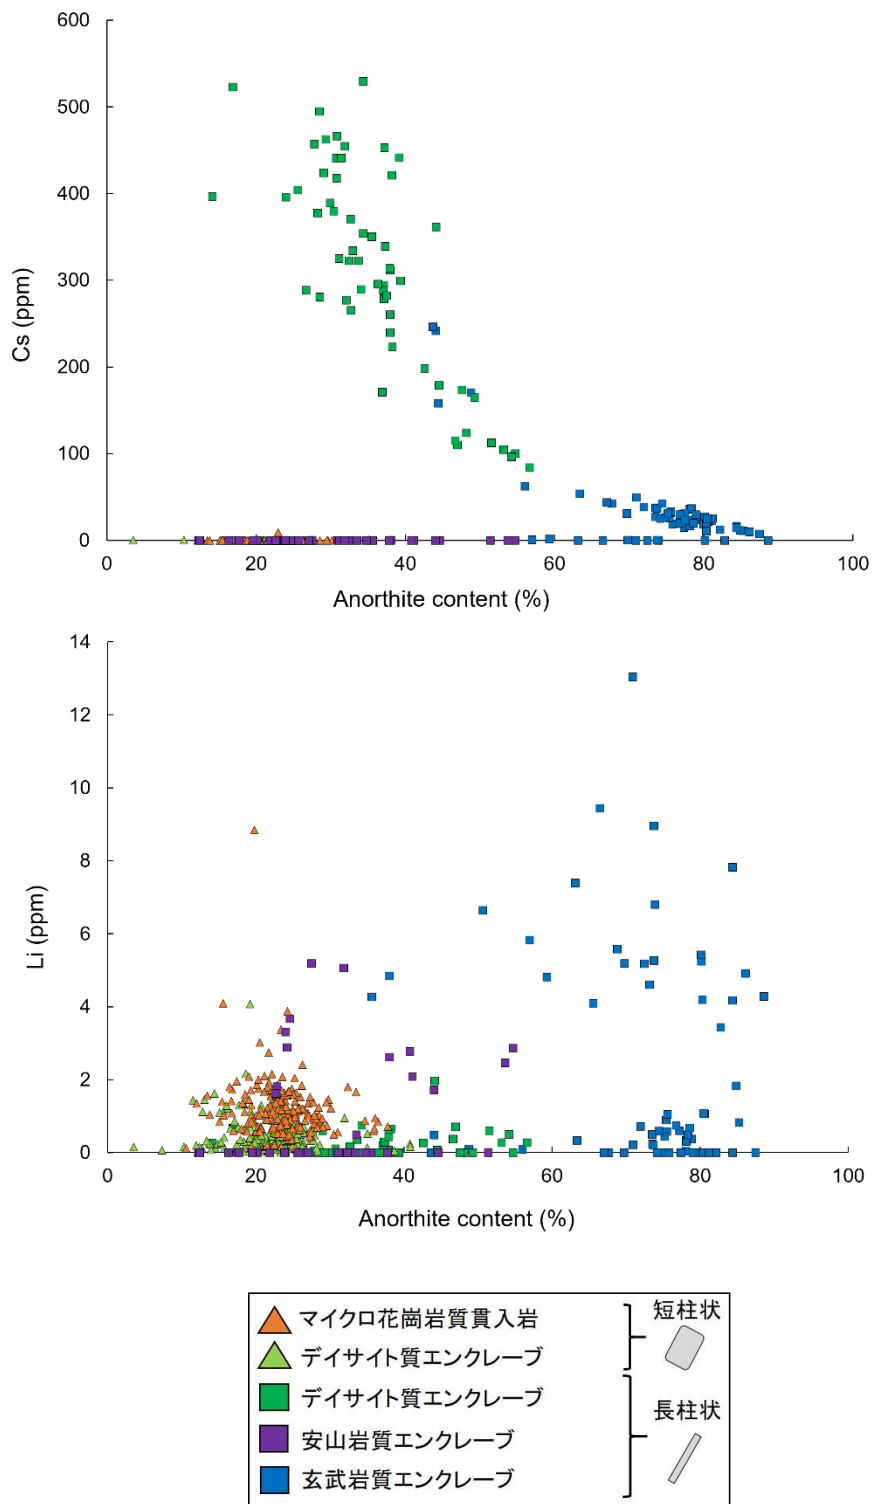 600
500
400
300
200
100
0
Cs (ppm)
0 20 40 60 80 100
Anorthite content (%)
14
12
10
8
6
4
2
0
Li (ppm)
0 20 40 60 80 100
Anorthite content (%)
マイクロ花崗岩質貫入岩
デイサイト質エンクレーブ
短柱状
デイサイト質エンクレーブ
安山岩質エンクレーブ
玄武岩質エンクレーブ
長柱状